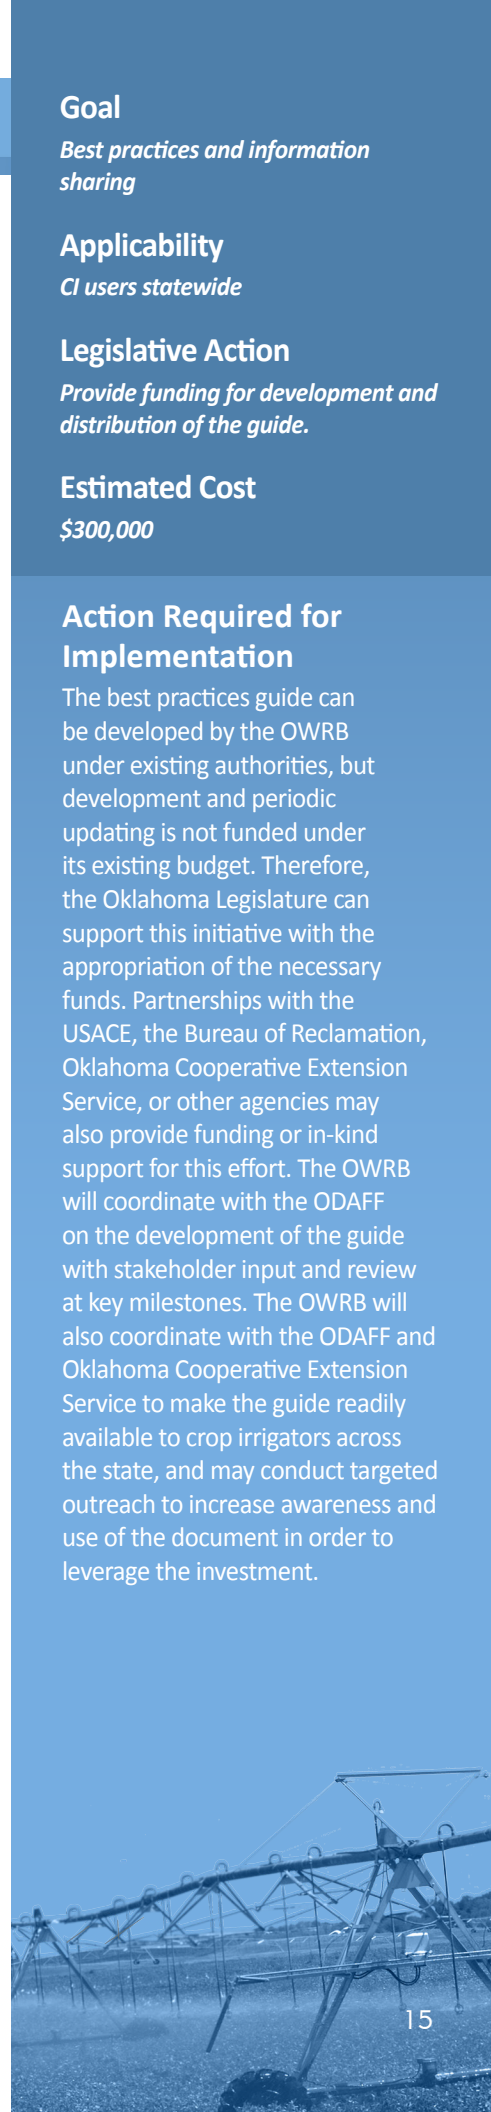 Goal
Best practices and information
sharing
Applicability
CI users statewide
Legislative Action
Provide funding for development and
distribution of the guide.
Estimated Cost
$300,000
Action Required for
Implementation
The best practices guide can
be developed by the OWRB
under existing authorities, but
development and periodic
updating is not funded under
its existing budget. Therefore,
the Oklahoma Legislature can
support this initiative with the
appropriation of the necessary
funds. Partnerships with the
USACE, the Bureau of Reclamation,
Oklahoma Cooperative Extension
Service, or other agencies may
also provide funding or in-kind
support for this effort. The OWRB
will coordinate with the ODAFF
on the development of the guide
with stakeholder input and review
at key milestones. The OWRB will
also coordinate with the ODAFF and
Oklahoma Cooperative Extension
Service to make the guide readily
available to crop irrigators across
the state, and may conduct targeted
outreach to increase awareness and
use of the document in order to
leverage the investment.
15